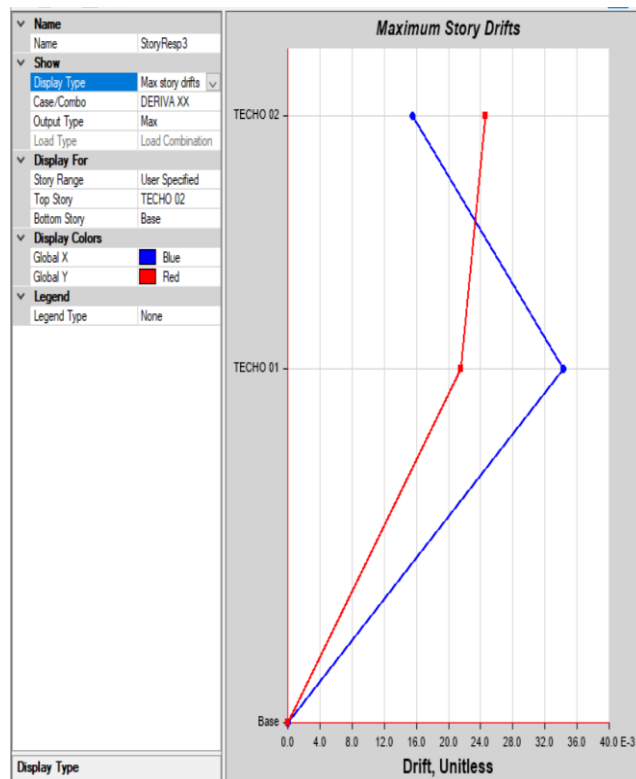 Name
Name StoryResp3
Show
Display Type Max story drifts
Case/Combo DERIVA XX
Output Type Max
Load Type Load Combination
Display For
Story Range User Specified
Top Story TECHO 02
Bottom Story Base
Display Colors
Global X Blue
Global Y Red
Legend
Legend Type None
Display Type
Maximum Story Drifts
TECHO 02
TECHO 01
Base
0.0 4.0 8.0 12.0 16.0 20.0 24.0 28.0 32.0 36.0 40.0 E-3
Drift, Unitless